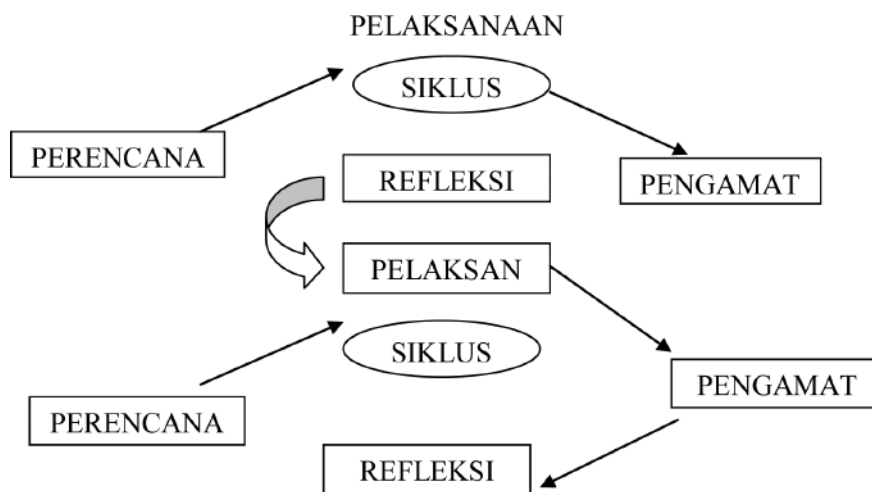 PELAKSANAAN
SIKLUS
PERENCANA
REFLEKSI
PENGAMAT
PELAKSAN
SIKLUS
PENGAMAT
PERENCANA
REFLEKSI